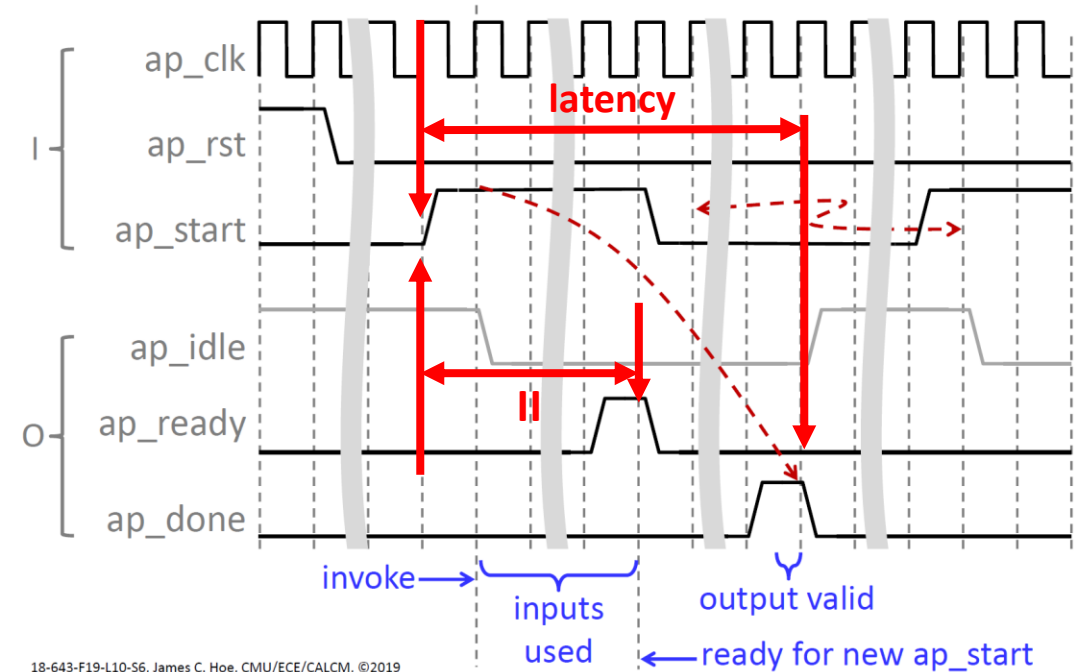 ap_clk
latency
I
ap_rst
ap_start
ap_idle
II
ap_ready
O
ap_done
invoke
inputs
used
output valid
ready for new ap_start
18-643-F19-L10-S6, James C. Hoe, CMU/ECE/CALCM, ©2019